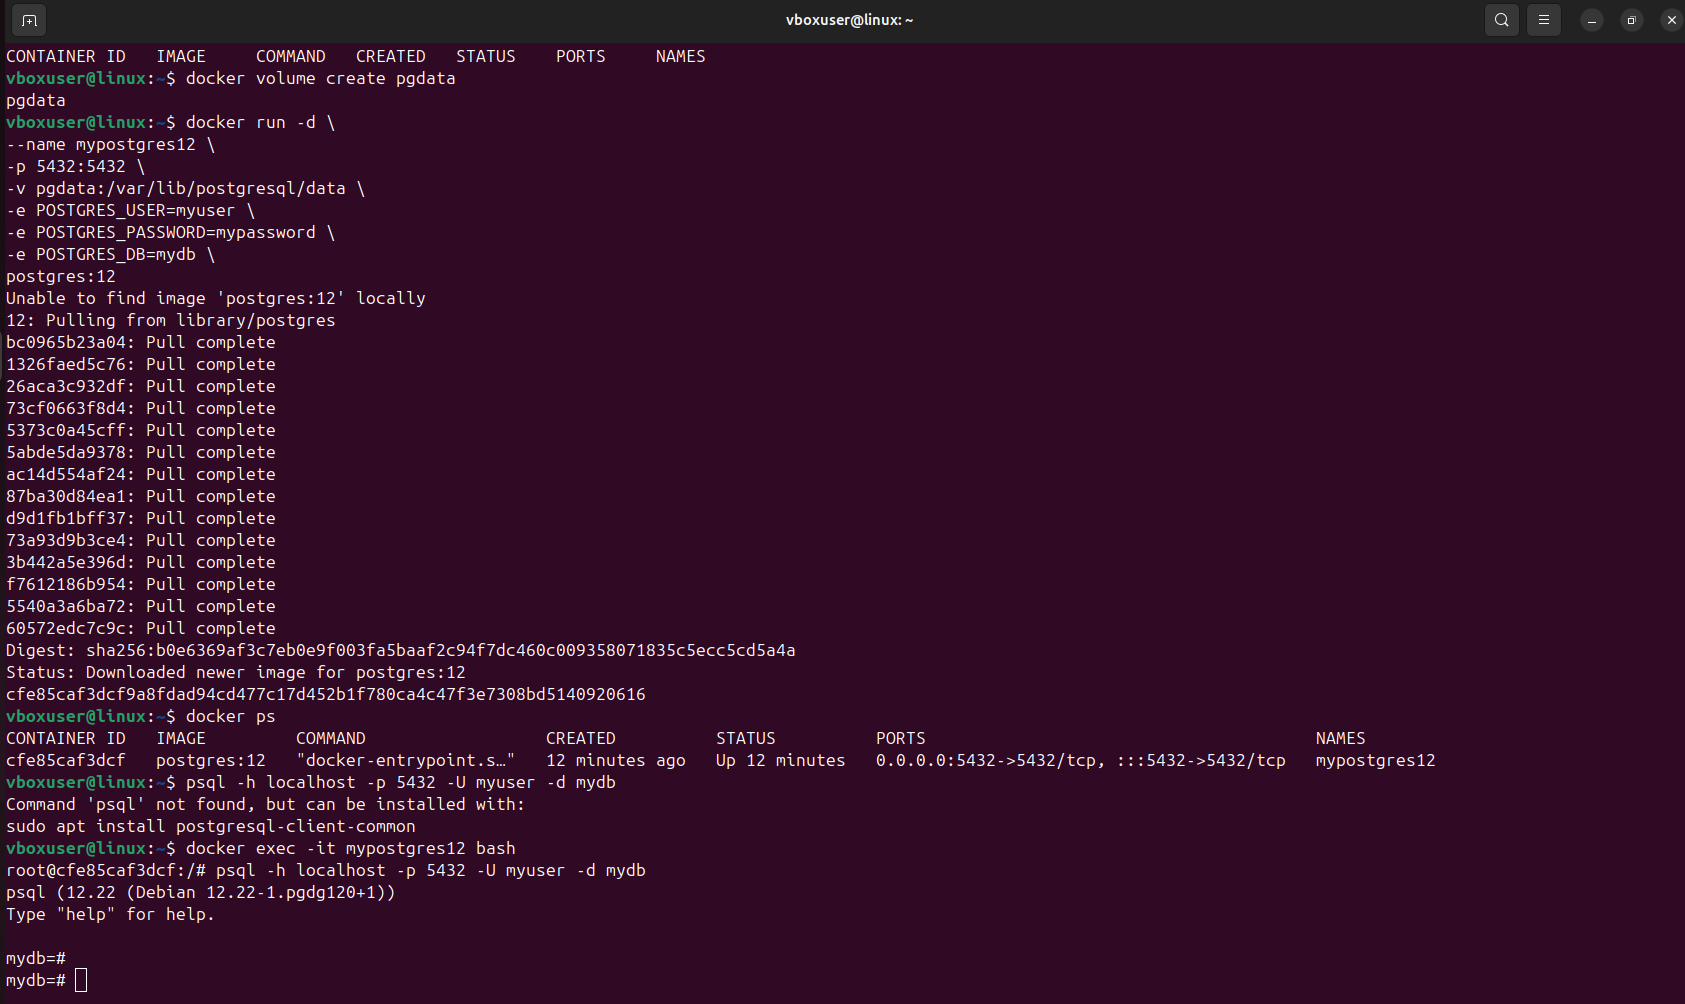 vboxuser@linux: ~
CONTAINER ID   IMAGE     COMMAND   CREATED   STATUS    PORTS     NAMES
vboxuser@linux:~$ docker volume create pgdata
pgdata
vboxuser@linux:~$ docker run -d \
--name mypostgres12 \
-p 5432:5432 \
-v pgdata:/var/lib/postgresql/data \
-e POSTGRES_USER=myuser \
-e POSTGRES_PASSWORD=mypassword \
-e POSTGRES_DB=mydb \
postgres:12
Unable to find image 'postgres:12' locally
12: Pulling from library/postgres
bc0965b23a04: Pull complete
1326faed5c76: Pull complete
26aca3c932df: Pull complete
73cf0663f8d4: Pull complete
5373c0a45cff: Pull complete
5abde5da9378: Pull complete
ac14d554af24: Pull complete
87ba30d84ea1: Pull complete
d9d1fb1bff37: Pull complete
73a93d9b3ce4: Pull complete
3b442a5e396d: Pull complete
f7612186b954: Pull complete
5540a3a6ba72: Pull complete
60572edc7c9c: Pull complete
Digest: sha256:b0e6369af3c7eb0e9f003fa5baaf2c94f7dc460c009358071835c5ecc5cd5a4a
Status: Downloaded newer image for postgres:12
cfe85caf3dcf9a8fdad94cd477c17d452b1f780ca4c47f3e7308bd5140920616
vboxuser@linux:~$ docker ps
CONTAINER ID   IMAGE         COMMAND                  CREATED          STATUS          PORTS                                       NAMES
cfe85caf3dcf   postgres:12   "docker-entrypoint.s…"   12 minutes ago   Up 12 minutes   0.0.0.0:5432->5432/tcp, :::5432->5432/tcp   mypostgres12
vboxuser@linux:~$ psql -h localhost -p 5432 -U myuser -d mydb
Command 'psql' not found, but can be installed with:
sudo apt install postgresql-client-common
vboxuser@linux:~$ docker exec -it mypostgres12 bash
root@cfe85caf3dcf:/# psql -h localhost -p 5432 -U myuser -d mydb
psql (12.22 (Debian 12.22-1.pgdg120+1))
Type "help" for help.

mydb=#
mydb=#